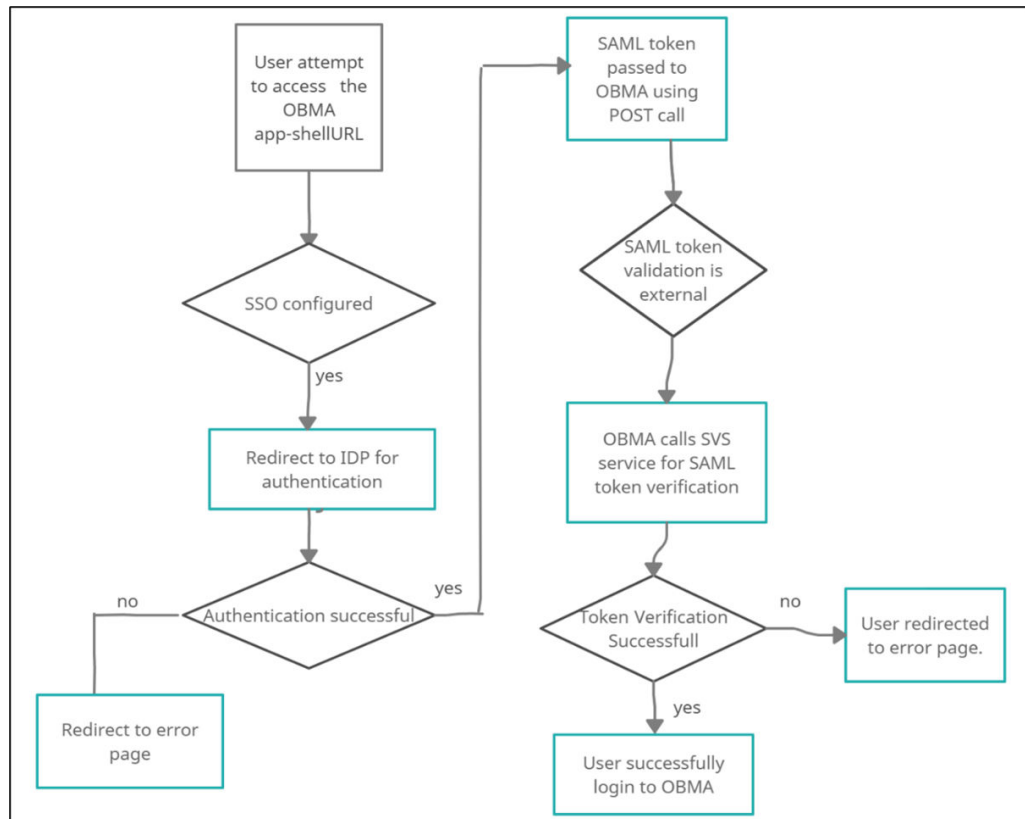 User attempt
to access the
OBMA
app-shellURL
SSO configured
yes
Redirect to IDP for
authentication
Authentication successful
no
yes
Redirect to error
page
SAML token
passed to
OBMA using
POST call
SAML token
validation is
external
OBMA calls SVS
service for SAML
token verification
Token Verification
Successfull
no
User redirected
to error page.
yes
User successfully
login to OBMA